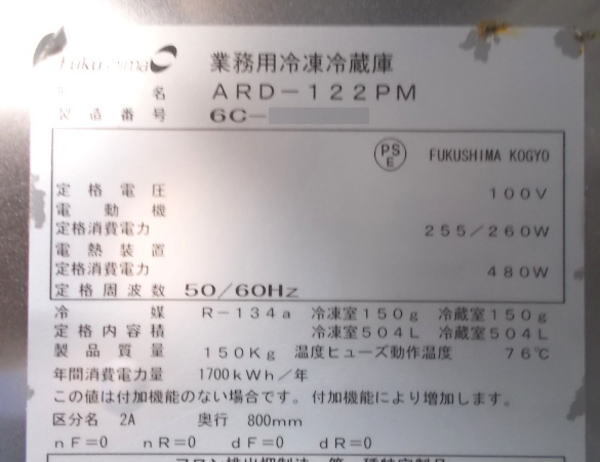 Fukushima
業務用冷凍冷蔵庫
名 ARD-122PM
製造番号 6C-
PSE FUKUSHIMA KOGYO
定格電圧 100V
電動機
定格消費電力 255/260W
電熱装置
定格消費電力 480W
定格周波数 50/60Hz
冷媒 R-134a 冷凍室150g 冷蔵室150g
定格内容積 冷凍室504L 冷蔵室504L
製品質量 150Kg 温度ヒューズ動作温度 76℃
年間消費電力量 1700kWh/年
この値は付加機能のない場合です。付加機能により増加します。
区分名 2A 奥行 800mm
nF=0 nR=0 dF=0 dR=0